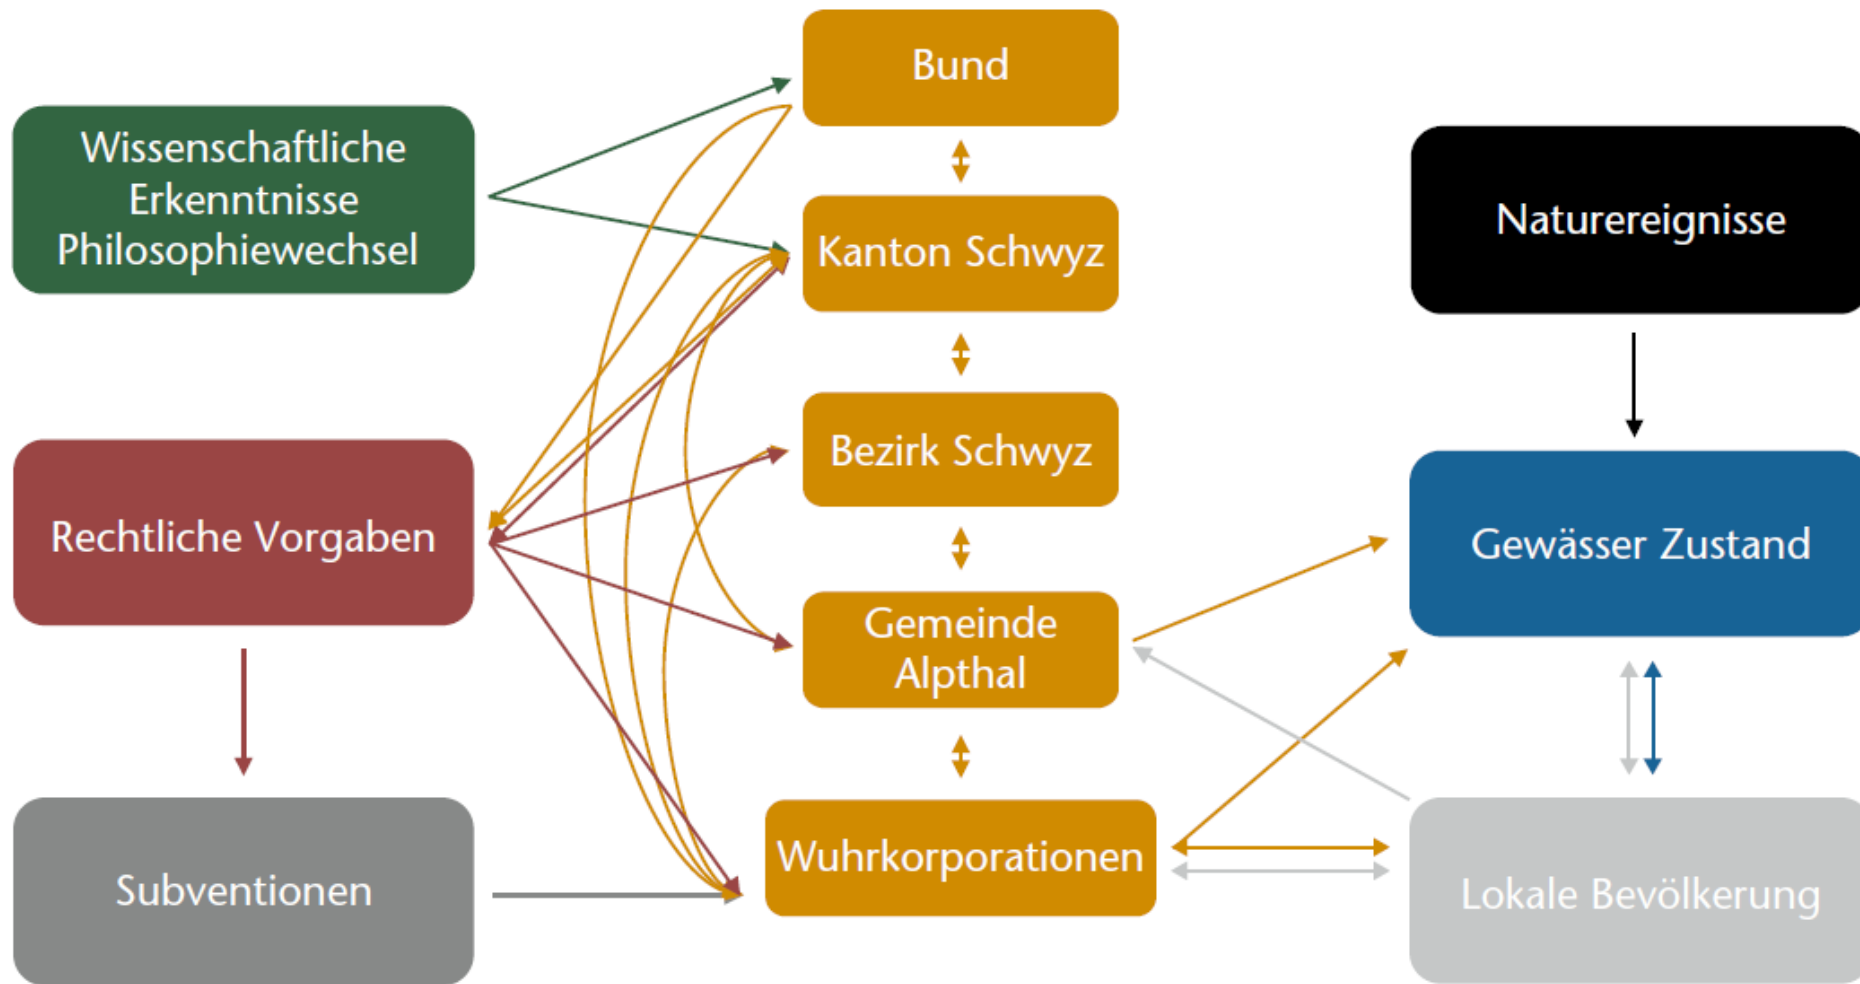 Wissenschaftliche
Erkenntnisse
Philosophiewechsel
Rechtliche Vorgaben
Subventionen
Bund
Kanton Schwyz
Bezirk Schwyz
Gemeinde
Alpthal
Wuhrkorporationen
Naturereignisse
Gewässer Zustand
Lokale Bevölkerung